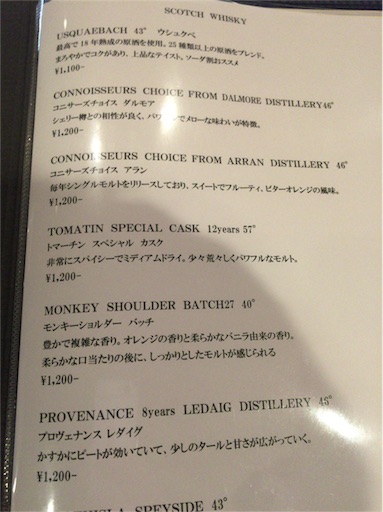 SCOTCH WHISKY
USQUAEBACH 43° ウシュクベ
最高で18年熟成の原酒を使用。25種類以上の原酒をブレンド。
まろやかでコクがあり、上品なテイスト。ソーダ割おススメ
¥1,100-
CONNOISSEURS CHOICE FROM DALMORE DISTILLERY46°
コニサーズチョイス ダルモア
シェリー樽との相性が良く、パワフルでメローな味わいが特徴。
¥1,200-
CONNOISSEURS CHOICE FROM ARRAN DISTILLERY 46°
コニサーズチョイス アラン
毎年シングルモルトをリリースしており、スイートでフルーティ、ビターオレンジの風味。
¥1,200-
TOMATIN SPECIAL CASK 12years 57°
トマーチン スペシャル カスク
非常にスパイシーでミディアムドライ。少々荒々しくパワフルなモルト。
¥1,200-
MONKEY SHOULDER BATCH27 40°
モンキーショルダー バッチ
豊かで複雑な香り。オレンジの香りと柔らかなバニラ由来の香り。
柔らかな口当たりの後に、しっかりとしたモルトが感じられる
¥1,200-
PROVENANCE 8years LEDAIG DISTILLERY 43°
プロヴェナンス レダイグ
かすかにピートが効いていて、少しのタールと甘さが広がっていく。
¥1,200-
SPEYSIDE 43°